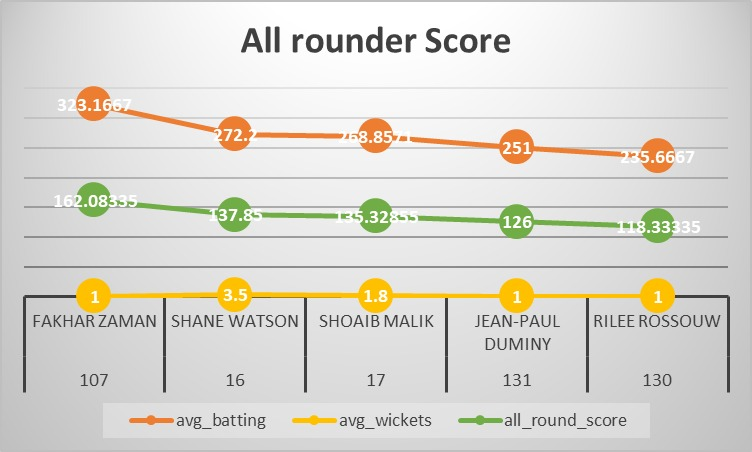 All rounder Score
323.1667
272.2
268.8571
251
235.6667
162.08335
137.85
135.32855
126
118.33335
1
3.5
1.8
1
1
FAKHAR ZAMAN
SHANE WATSON
SHOAIB MALIK
JEAN-PAUL
DUMINY
RILEE ROSSOUW
107
16
17
131
130
avg_batting
avg_wickets
all_round_score